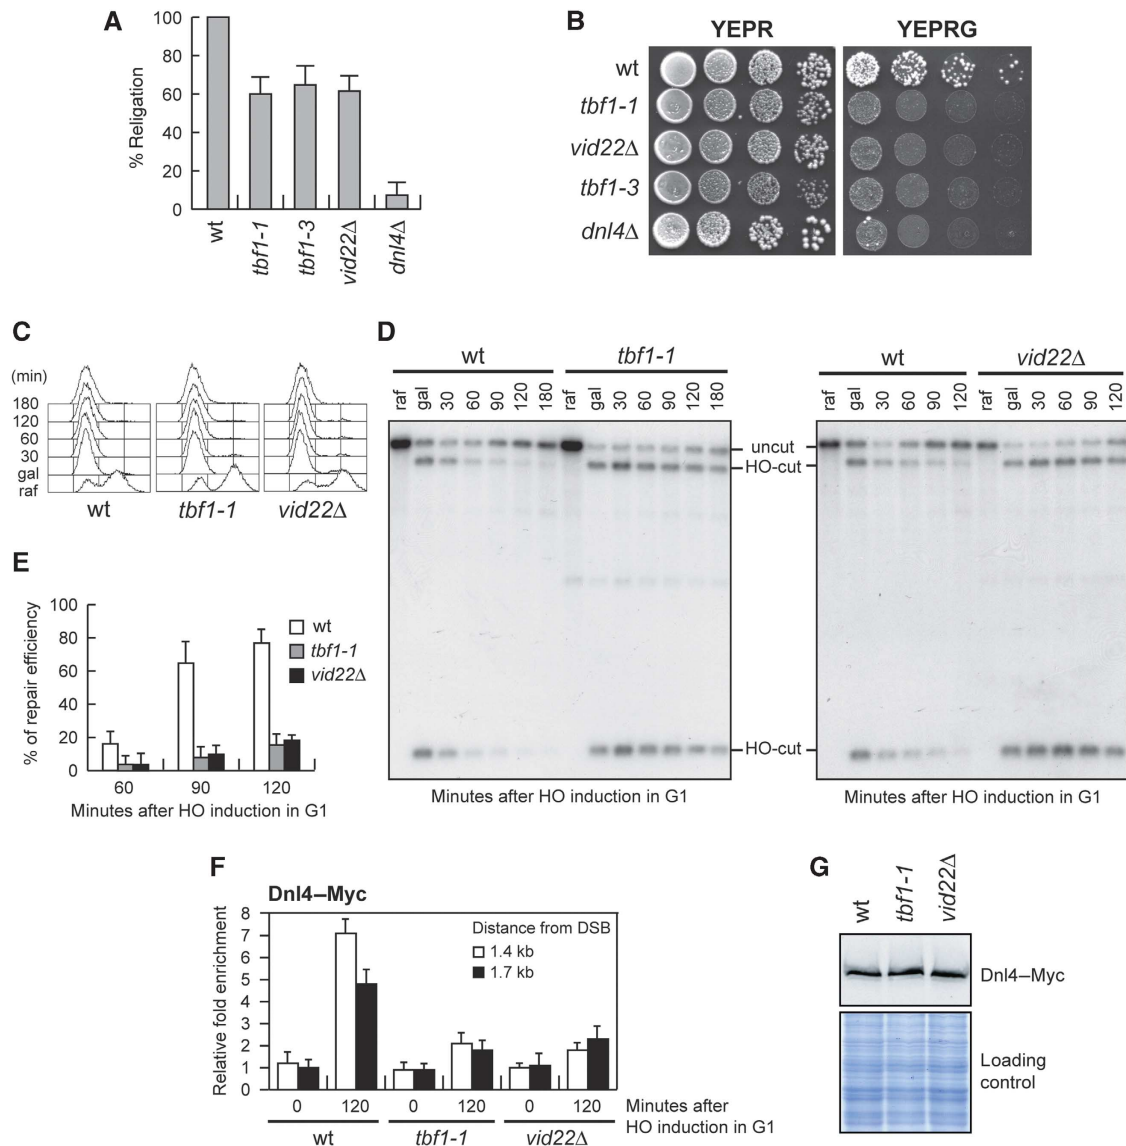 A
% Religation
100
80
60
40
20
0
wt
tbf1-1
tbf1-3
vid22Δ
dnl4Δ
B
YEPR YEPRG
wt
tbf1-1
vid22Δ
tbf1-3
dnl4Δ
C
(min)
180
120
60
30
gal
raf
wt tbf1-1 vid22Δ
D
wt tbf1-1
raf gal 30 60 90 120 180 raf gal 30 60 90 120 180
wt vid22Δ
raf gal 30 60 90 120 raf gal 30 60 90 120
uncut
HO-cut
HO-cut
Minutes after HO induction in G1
Minutes after HO induction in G1
E
% of repair efficiency
100
80
60
40
20
0
wt
tbf1-1
vid22Δ
60 90 120
Minutes after HO induction in G1
F
Dnl4–Myc
Relative fold enrichment
8
7
6
5
4
3
2
1
0
Distance from DSB
1.4 kb
1.7 kb
0 120 0 120 0 120
Minutes after
HO induction in G1
wt tbf1-1 vid22Δ
G
wt
tbf1-1
vid22Δ
Dnl4–Myc
Loading
control